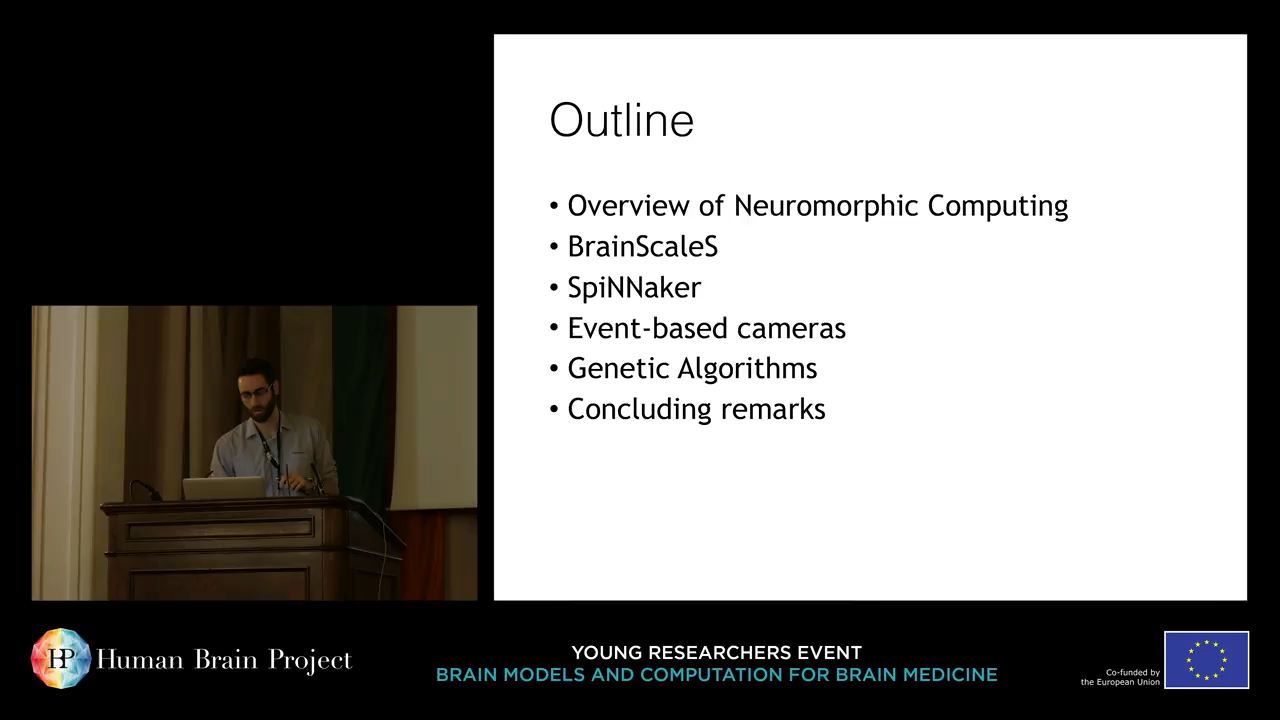 Outline
• Overview of Neuromorphic Computing
• BrainScaleS
• SpiNNaker
• Event-based cameras
• Genetic Algorithms
• Concluding remarks
HP Human Brain Project
YOUNG RESEARCHERS EVENT
BRAIN MODELS AND COMPUTATION FOR BRAIN MEDICINE
Co-funded by
the European Union